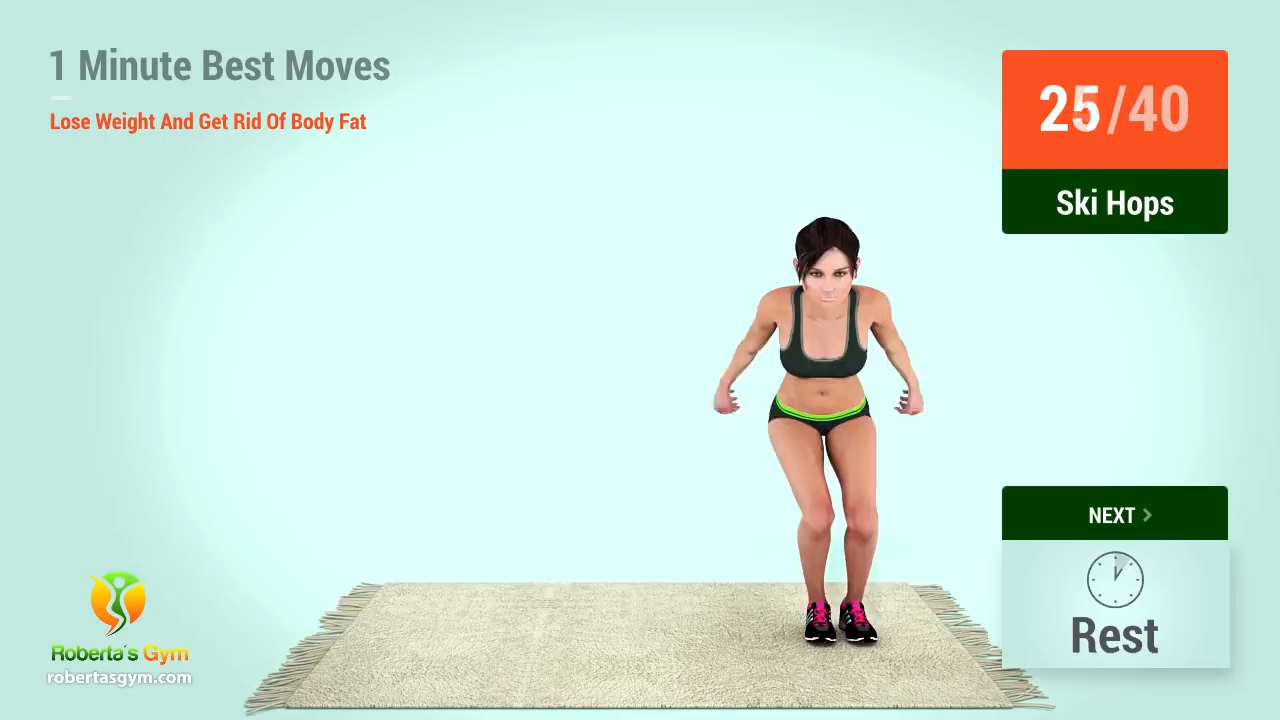 1 Minute Best Moves
Lose Weight And Get Rid Of Body Fat
25/40
Ski Hops
NEXT >
Rest
Roberta's Gym
robertasgym.com